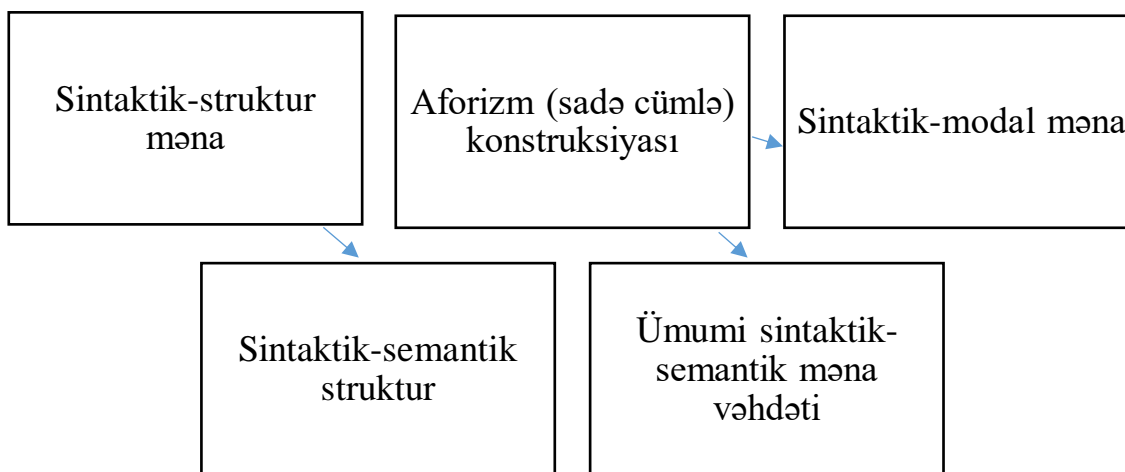 Sintaktik-struktur
məna
Aforizm (sadə cümlə)
konstruksiyası
Sintaktik-modal məna
Sintaktik-semantik
struktur
Ümumi sintaktik-
semantik məna
vəhdəti